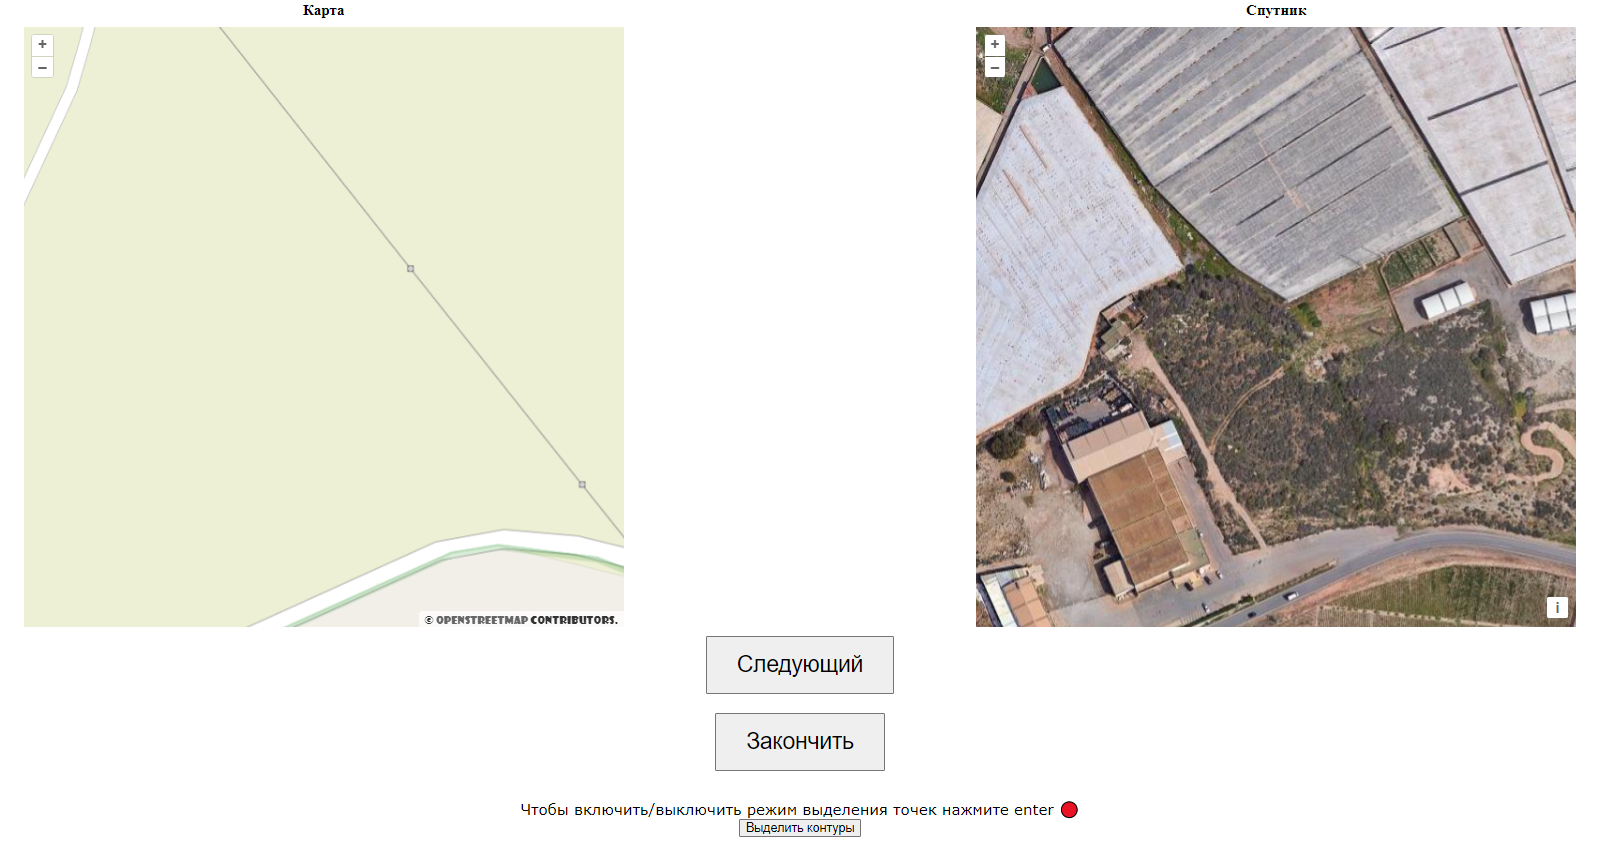 Карта
Спутник
+
–
+
–
© OPENSTREETMAP CONTRIBUTORS.
i
Следующий
Закончить
Чтобы включить/выключить режим выделения точек нажмите enter
Выделить контуры